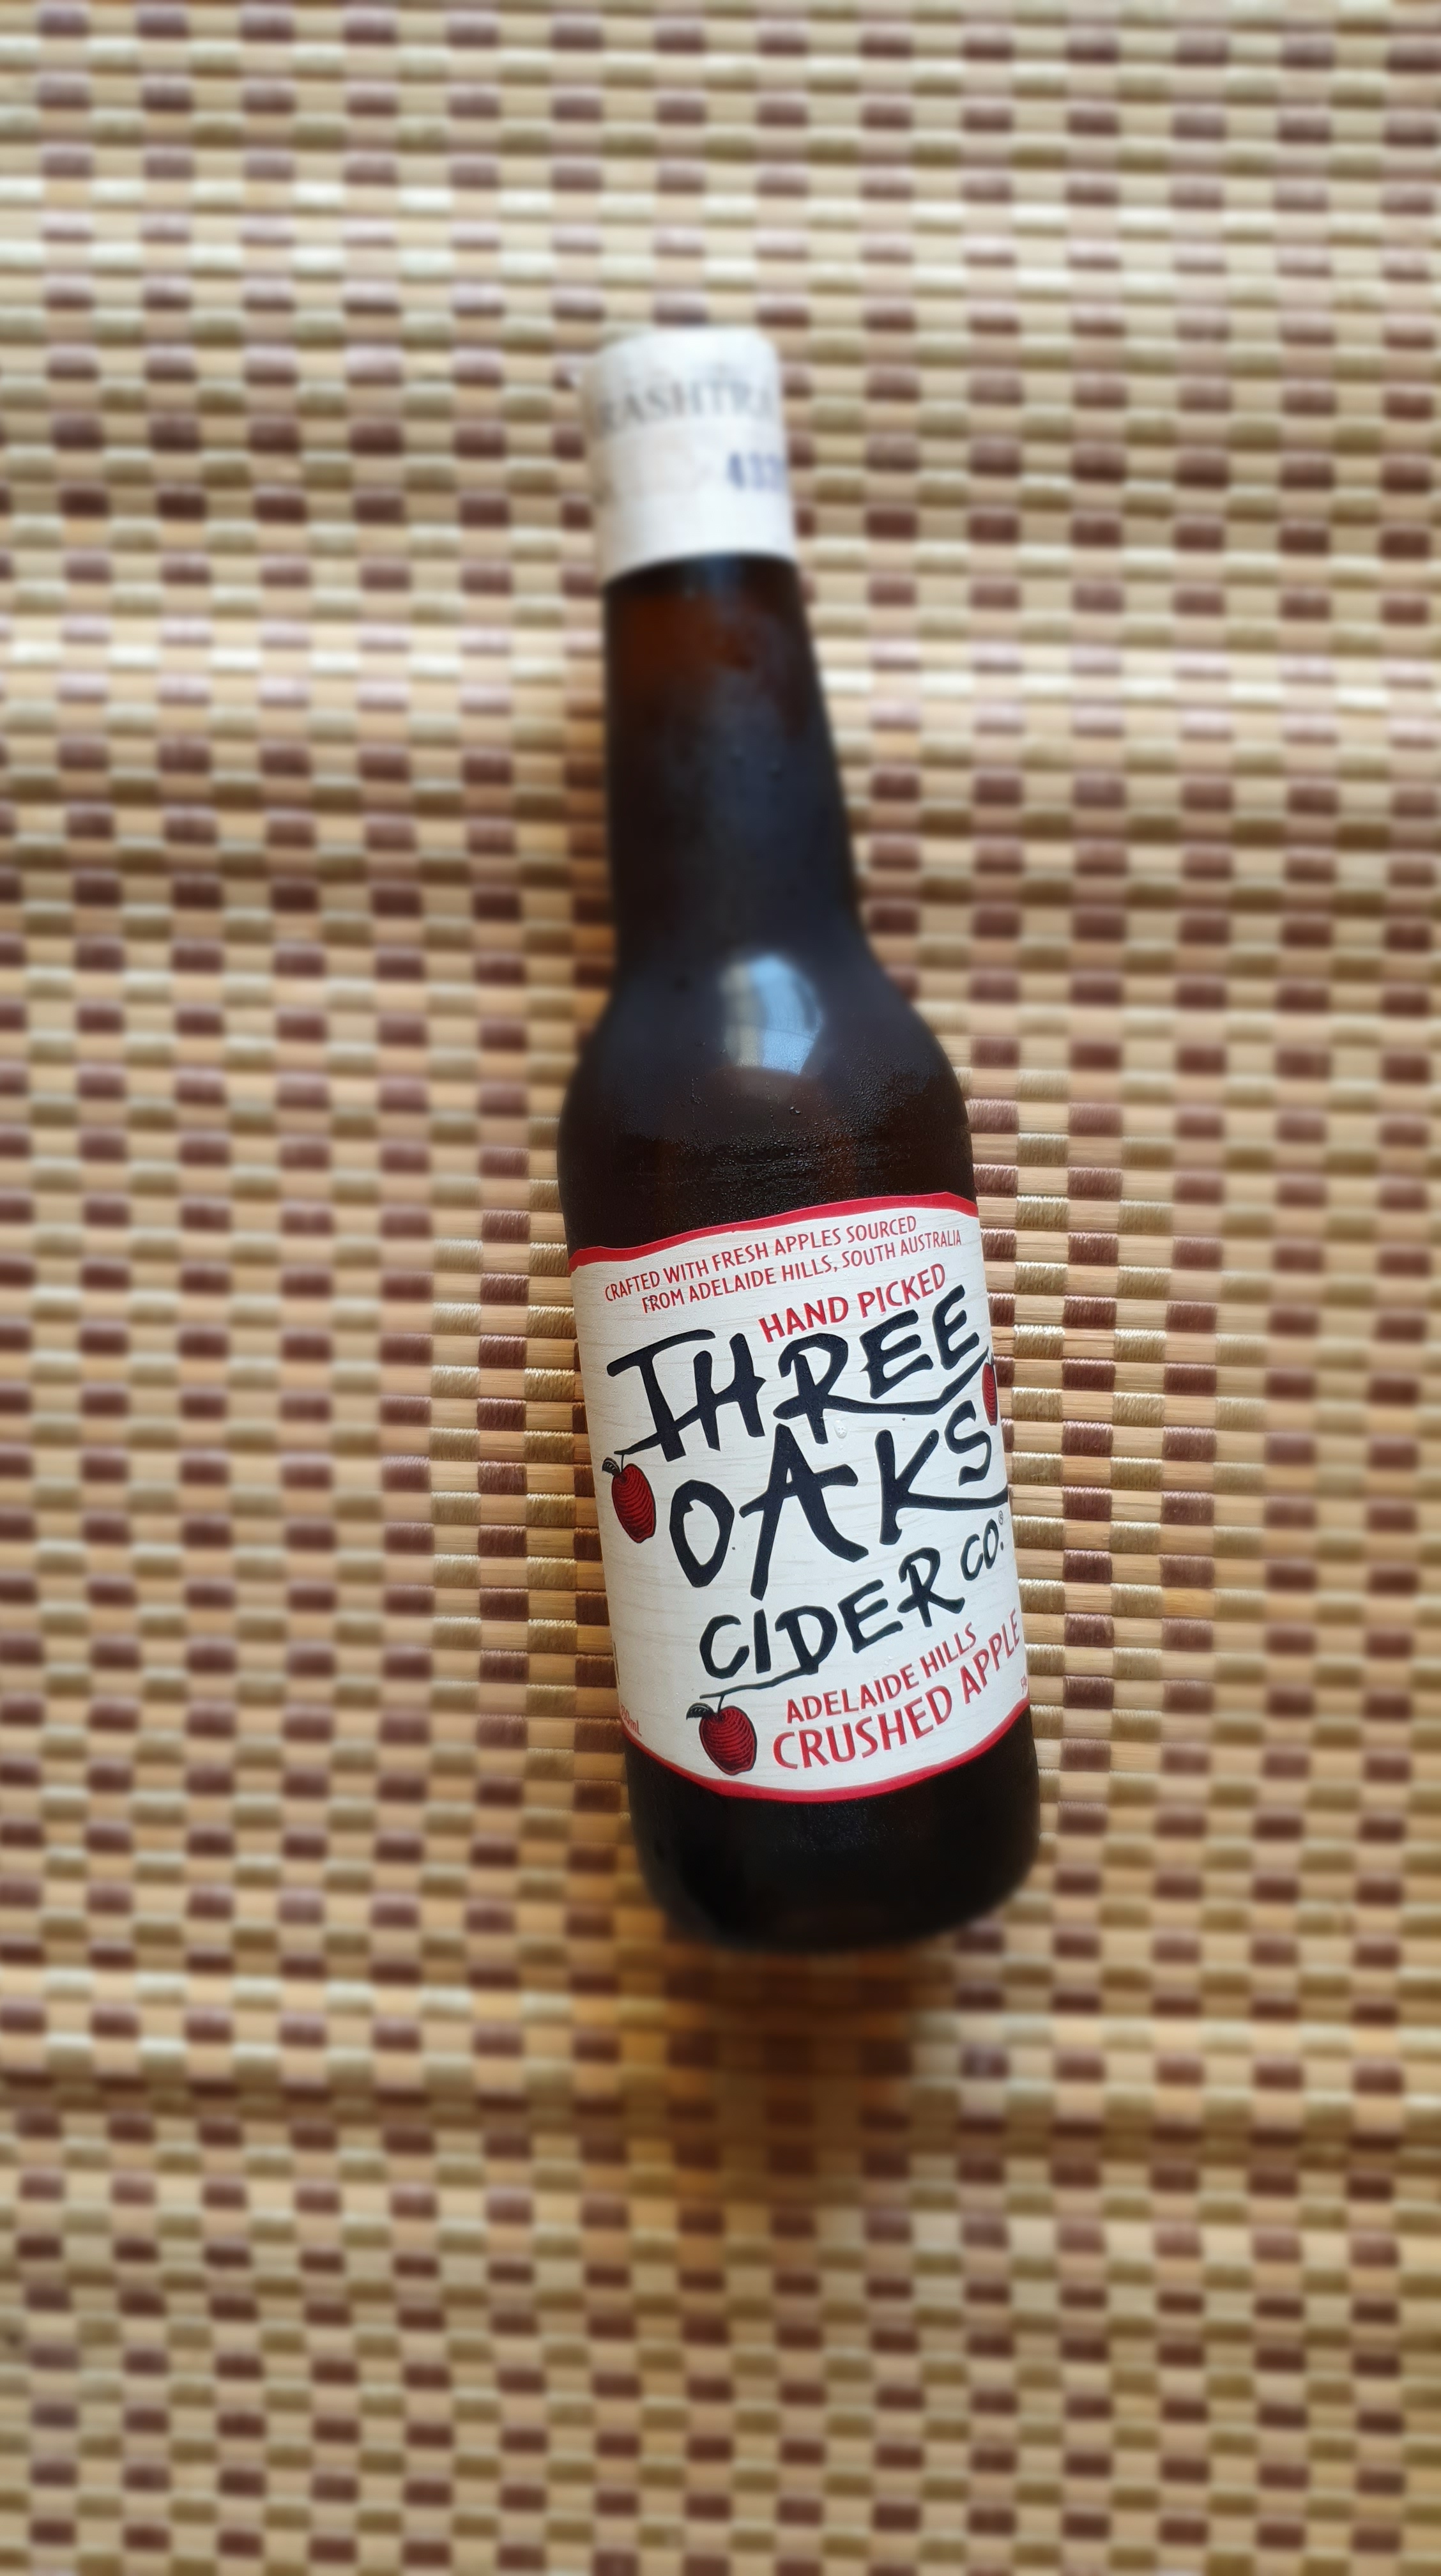 RASHTRA
CRAFTED WITH FRESH APPLES SOURCED
FROM ADELAIDE HILLS, SOUTH AUSTRALIA
HAND PICKED
THREE
OAKS
CIDER CO.®
ADELAIDE HILLS
CRUSHED APPLE